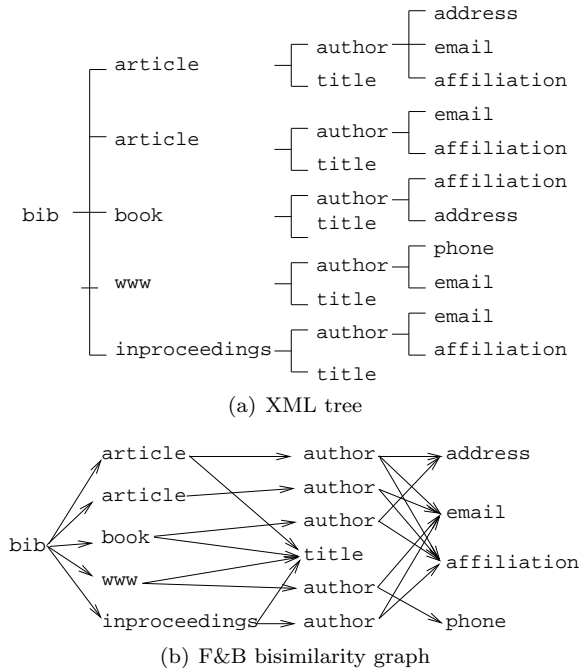 address
author email
article title affiliation
email
article author affiliation
title
affiliation
author
bib book title address
phone
www author email
title
email
inproceedings author affiliation
title
(a) XML tree
article author address
article author
email
book author
bib title affiliation
www author
inproceedings author phone
(b) F&B bisimilarity graph